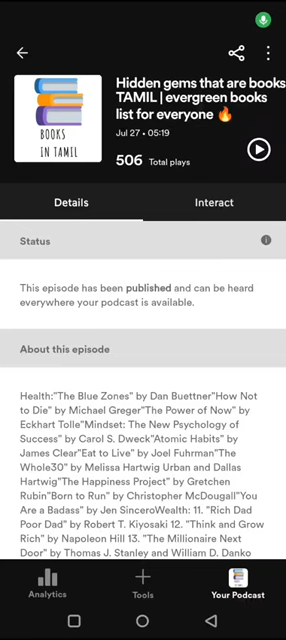 Hidden gems that are books
TAMIL | evergreen books
list for everyone 🔥
Jul 27 • 05:19
506 Total plays
BOOKS
IN TAMIL
Details
Interact
Status
This episode has been published and can be heard
everywhere your podcast is available.
About this episode
Health:"The Blue Zones" by Dan Buettner"How Not
to Die" by Michael Greger"The Power of Now" by
Eckhart Tolle"Mindset: The New Psychology of
Success" by Carol S. Dweck"Atomic Habits" by
James Clear"Eat to Live" by Joel Fuhrman"The
Whole30" by Melissa Hartwig Urban and Dallas
Hartwig"The Happiness Project" by Gretchen
Rubin"Born to Run" by Christopher McDougall"You
Are a Badass" by Jen SinceroWealth: 11. "Rich Dad
Poor Dad" by Robert T. Kiyosaki 12. "Think and Grow
Rich" by Napoleon Hill 13. "The Millionaire Next
Door" by Thomas J. Stanley and William D. Danko
Analytics
Tools
Your Podcast